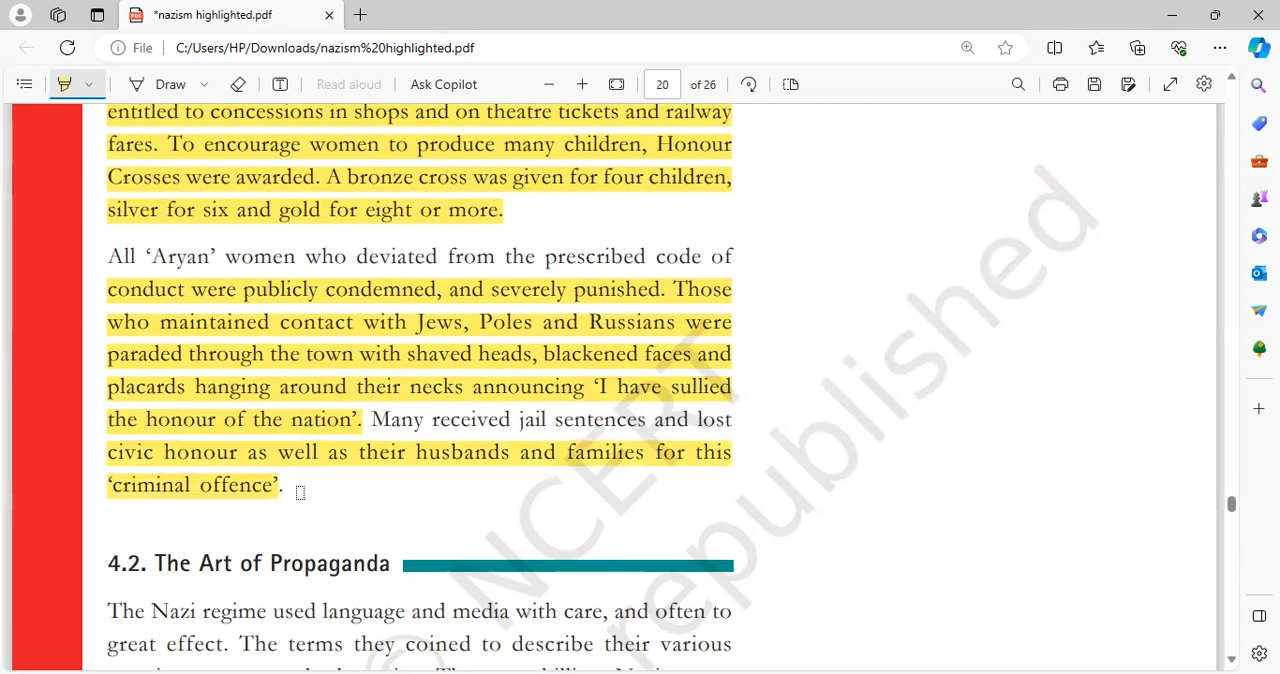 *nazism highlighted.pdf
File
C:/Users/HP/Downloads/nazism%20highlighted.pdf
Draw
Read aloud
Ask Copilot
20
of 26
entitled to concessions in shops and on theatre tickets and railway
fares. To encourage women to produce many children, Honour
Crosses were awarded. A bronze cross was given for four children,
silver for six and gold for eight or more.
All ‘Aryan’ women who deviated from the prescribed code of
conduct were publicly condemned, and severely punished. Those
who maintained contact with Jews, Poles and Russians were
paraded through the town with shaved heads, blackened faces and
placards hanging around their necks announcing ‘I have sullied
the honour of the nation’. Many received jail sentences and lost
civic honour as well as their husbands and families for this
‘criminal offence’.
4.2. The Art of Propaganda
The Nazi regime used language and media with care, and often to
great effect. The terms they coined to describe their various
© NCERT
republished